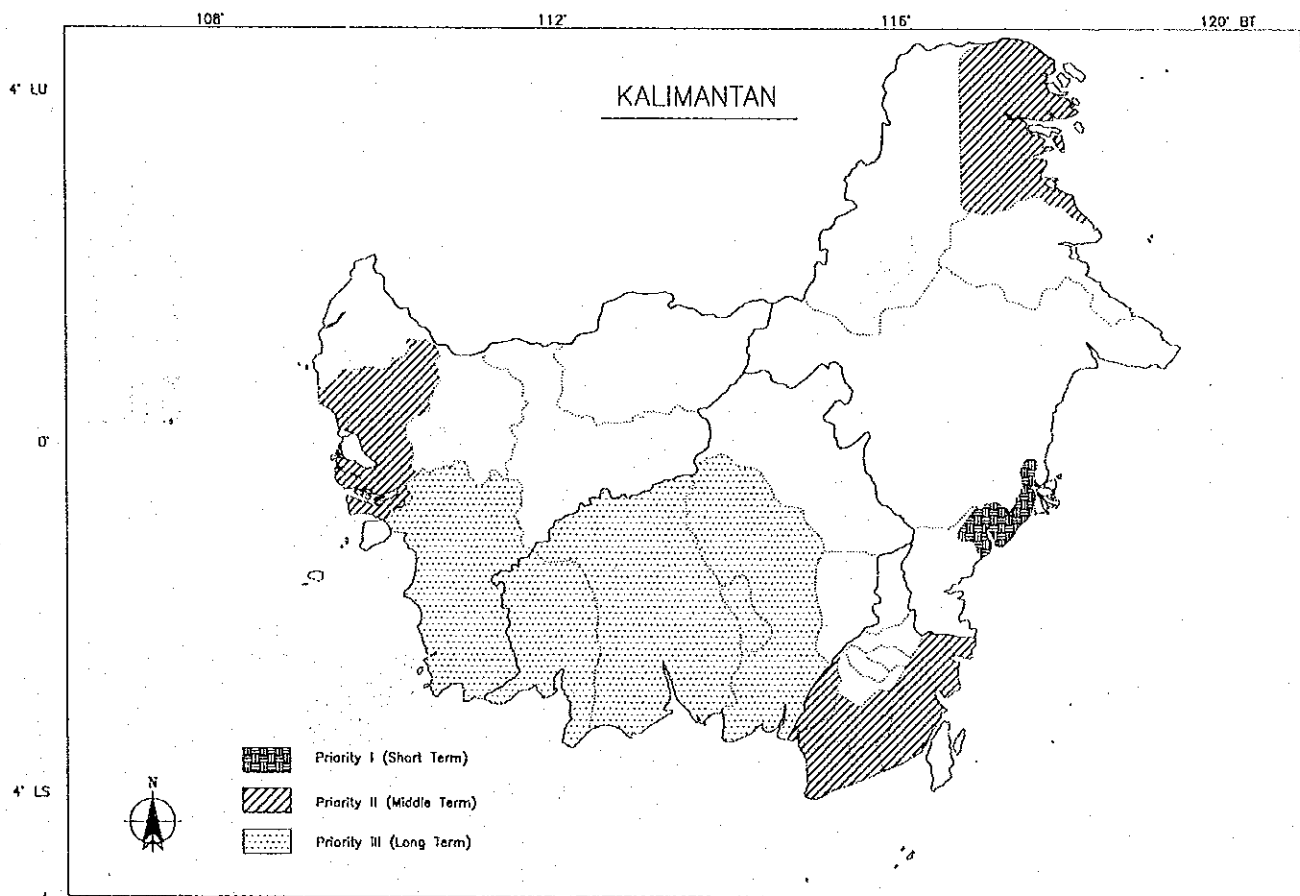 108° 112° 116° 120° BT
4° LU
KALIMANTAN
0°
4° LS
N
Priority I (Short Term)
Priority II (Middle Term)
Priority III (Long Term)